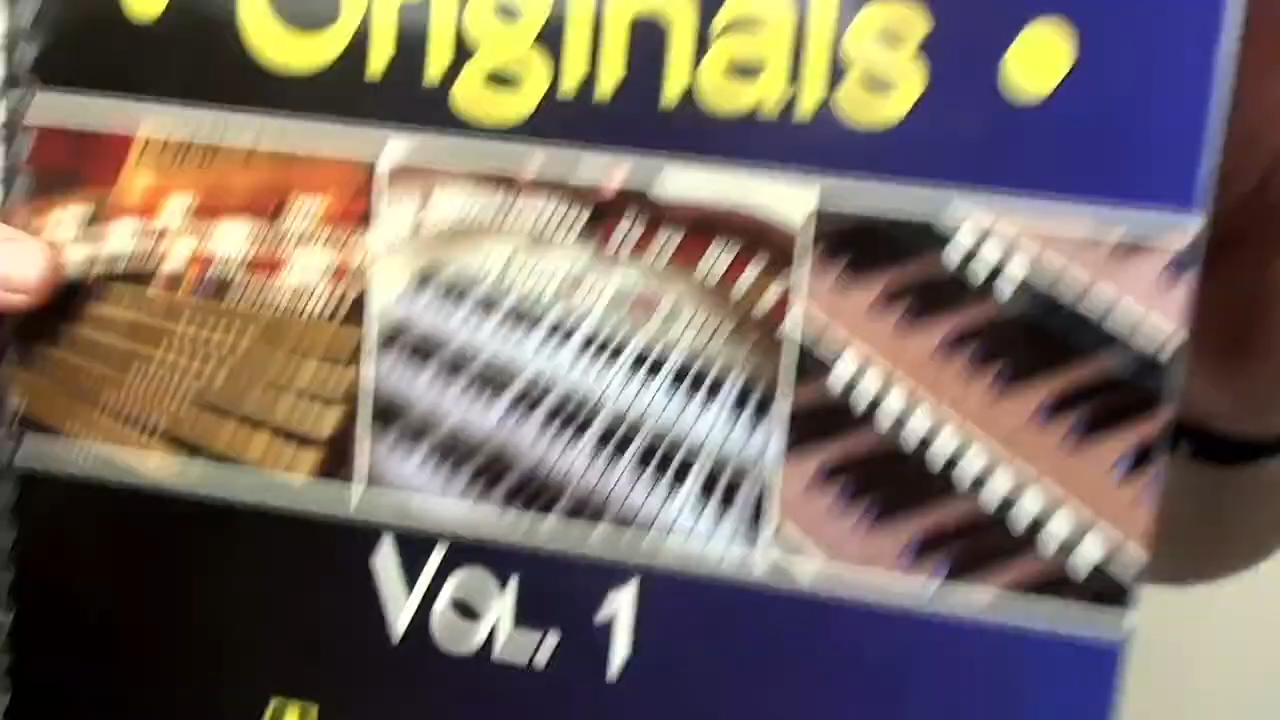 • Originals •
VOL. 1